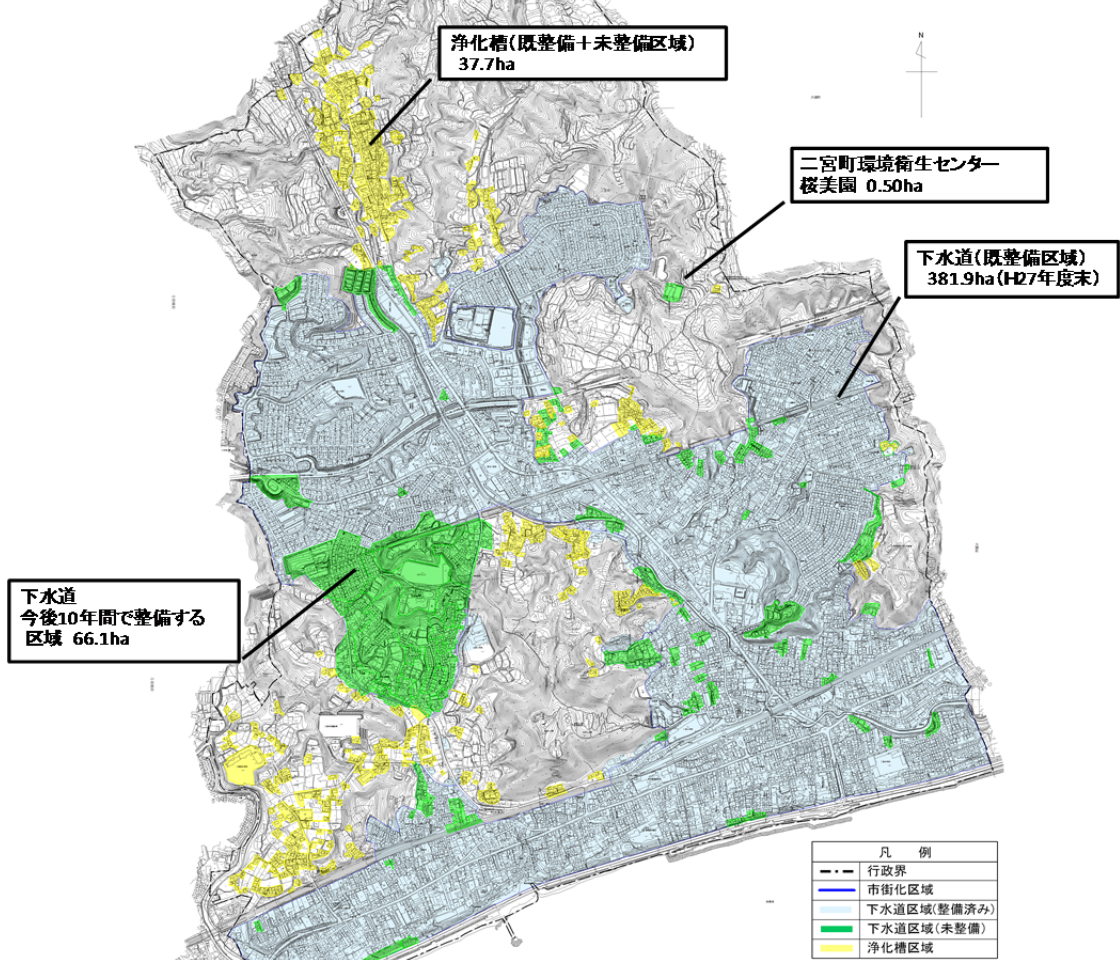 浄化槽(既整備＋未整備区域)
37.7ha
N
二宮町環境衛生センター
桜美園 0.50ha
下水道(既整備区域)
381.9ha(H27年度末)
下水道
今後10年間で整備する
区域 66.1ha
凡 例
行政界
市街化区域
下水道区域(整備済み)
下水道区域(未整備)
浄化槽区域